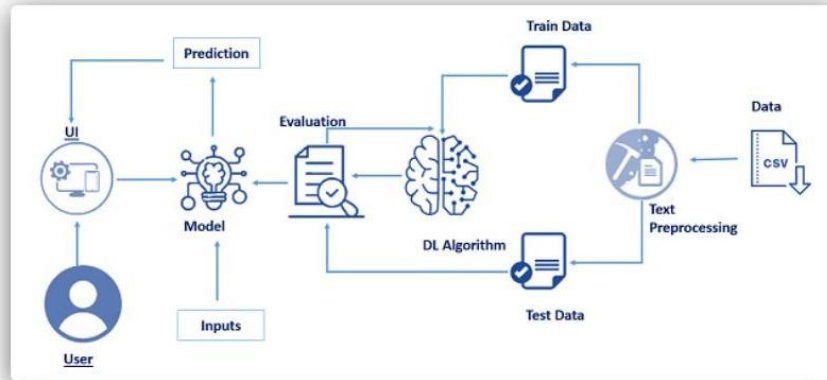 Train Data
Prediction
Data
Evaluation
UI
CSV
Text
Preprocessing
Model
DL Algorithm
Inputs
Test Data
User